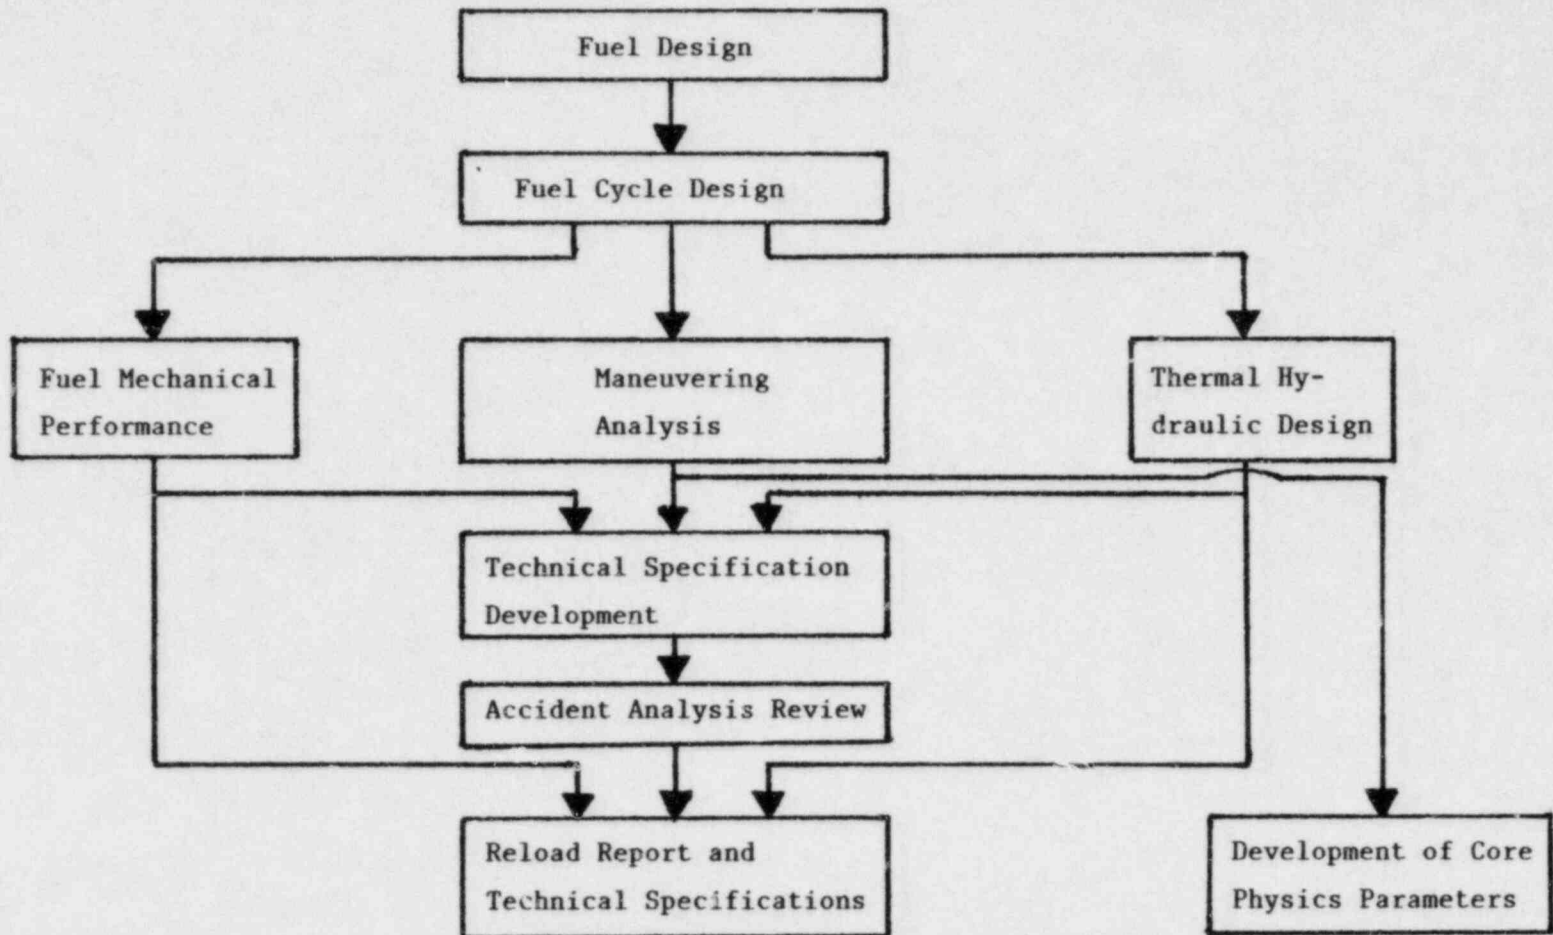 Fuel Design
Fuel Cycle Design
Fuel Mechanical
Performance
Maneuvering
Analysis
Thermal Hy-
draulic Design
Technical Specification
Development
Accident Analysis Review
Reload Report and
Technical Specifications
Development of Core
Physics Parameters